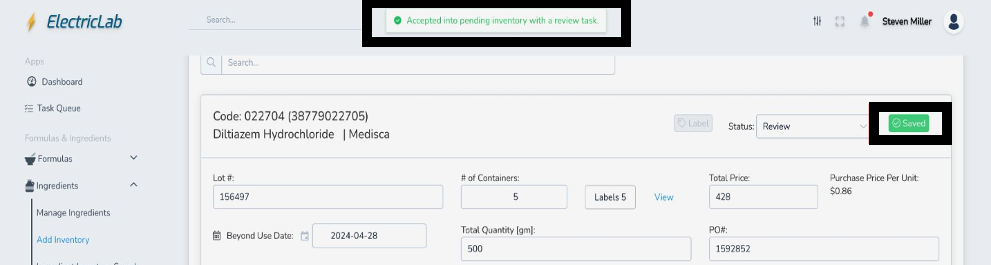 ElectricLab
Search...
Accepted into pending inventory with a review task.
Steven Miller
Apps
Dashboard
Task Queue
Formulas & Ingredients
Formulas
Ingredients
Manage Ingredients
Add Inventory
Search...
Code: 022704 (38779022705)
Diltiazem Hydrochloride | Medisca
Label
Status:
Review
Saved
Lot #:
156497
# of Containers:
5
Labels 5
View
Total Price:
428
Purchase Price Per Unit:
$0.86
Beyond Use Date:
2024-04-28
Total Quantity [gm]:
500
PO#:
1592852